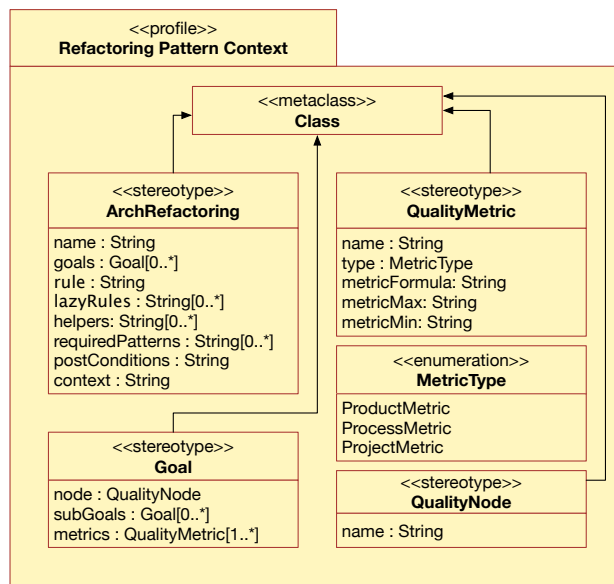 <<profile>>
Refactoring Pattern Context
<<metaclass>>
Class
<<stereotype>>
ArchRefactoring
name : String
goals : Goal[0..*]
rule : String
lazyRules : String[0..*]
helpers: String[0..*]
requiredPatterns : String[0..*]
postConditions : String
context : String
<<stereotype>>
QualityMetric
name : String
type : MetricType
metricFormula: String
metricMax: String
metricMin: String
<<enumeration>>
MetricType
ProductMetric
ProcessMetric
ProjectMetric
<<stereotype>>
Goal
node : QualityNode
subGoals : Goal[0..*]
metrics : QualityMetric[1..*]
<<stereotype>>
QualityNode
name : String